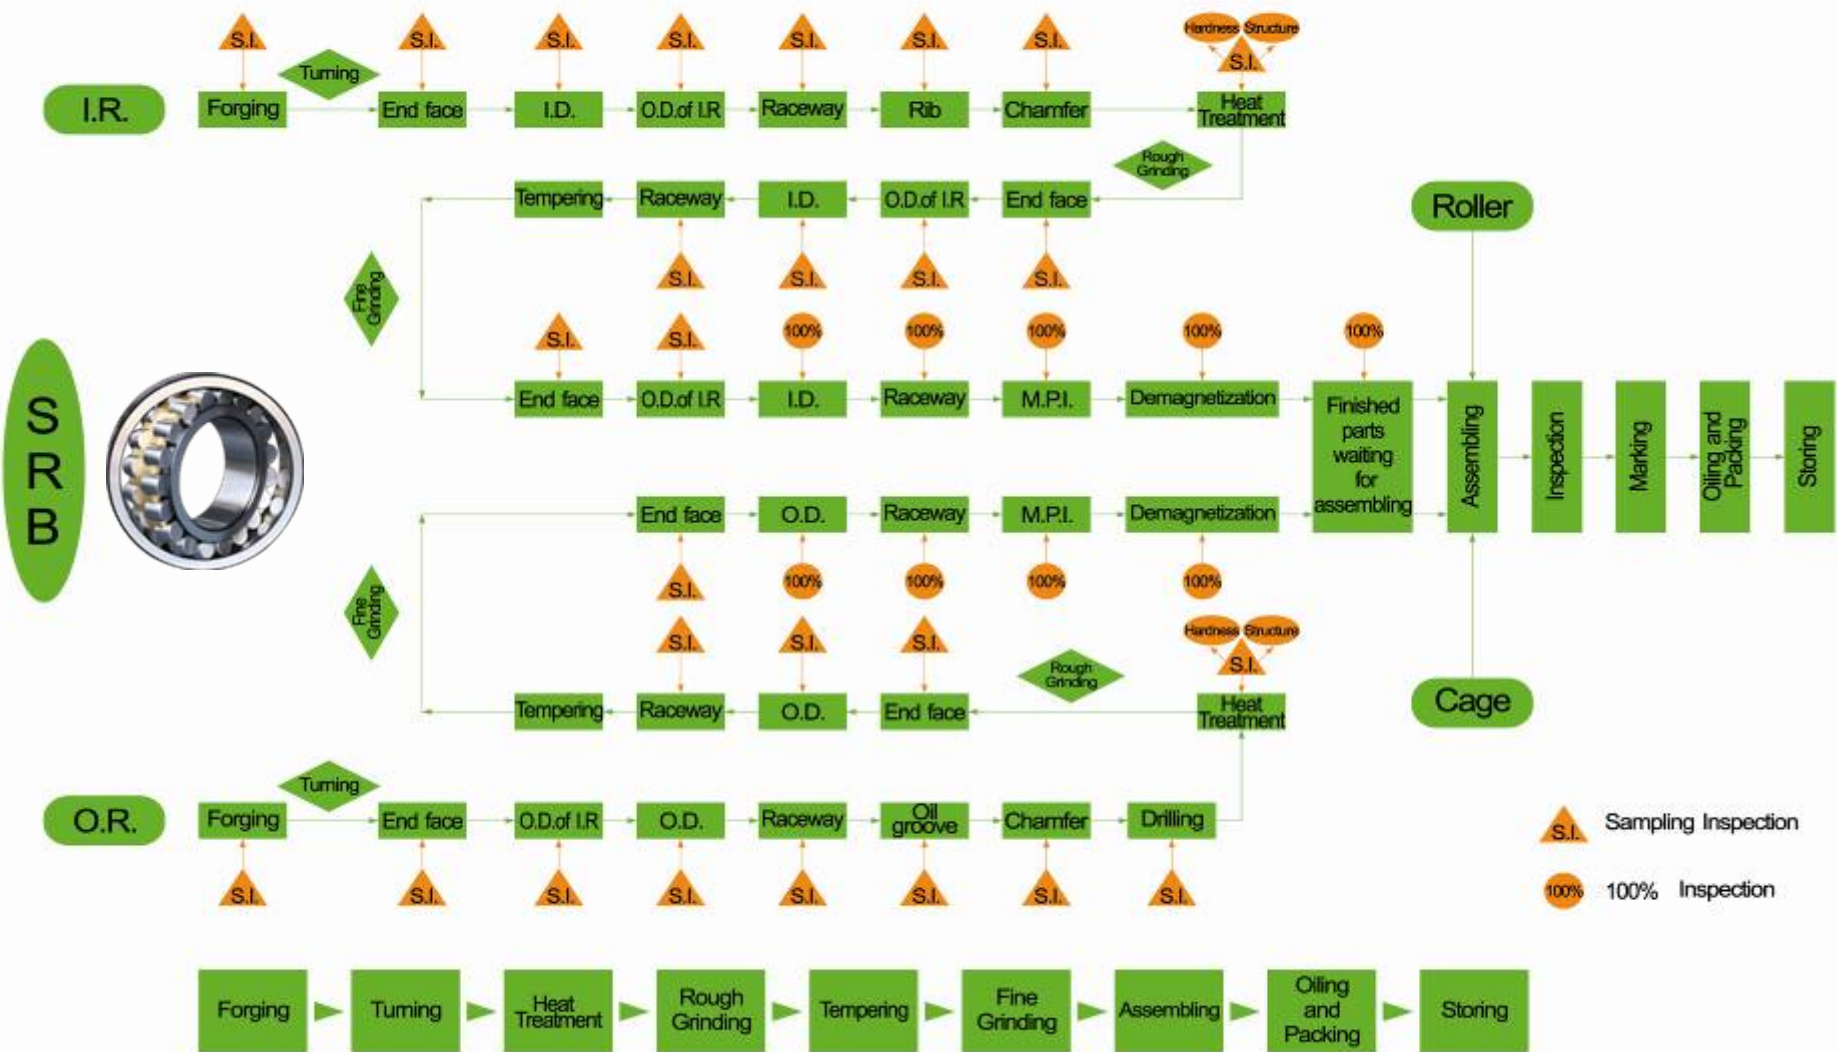 S.I.
S.I.
S.I.
S.I.
S.I.
S.I.
S.I.
Hardness Structure
S.I.
Turning
I.R.
Forging
End face
I.D.
O.D.of I.R
Raceway
Rib
Chamfer
Heat
Treatment
Rough
Grinding
Tempering
Raceway
I.D.
O.D.of I.R
End face
Roller
S.I.
S.I.
S.I.
S.I.
Fine
Grinding
S.I.
S.I.
100%
100%
100%
100%
100%
End face
O.D.of I.R
I.D.
Raceway
M.P.I.
Demagnetization
Finished
parts
waiting
for
assembling
Assembling
Inspection
Marking
Oiling and
Packing
Storing
S
R
B
End face
O.D.
Raceway
M.P.I.
Demagnetization
S.I.
100%
100%
100%
100%
Fine
Grinding
S.I.
S.I.
S.I.
Hardness Structure
S.I.
Rough
Grinding
Tempering
Raceway
O.D.
End face
Heat
Treatment
Cage
Turning
O.R.
Forging
End face
O.D.of I.R
O.D.
Raceway
Oil
groove
Chamfer
Drilling
S.I.
S.I.
S.I.
S.I.
S.I.
S.I.
S.I.
S.I.
S.I. Sampling Inspection
100% 100% Inspection
Forging
Turning
Heat
Treatment
Rough
Grinding
Tempering
Fine
Grinding
Assembling
Oiling
and
Packing
Storing